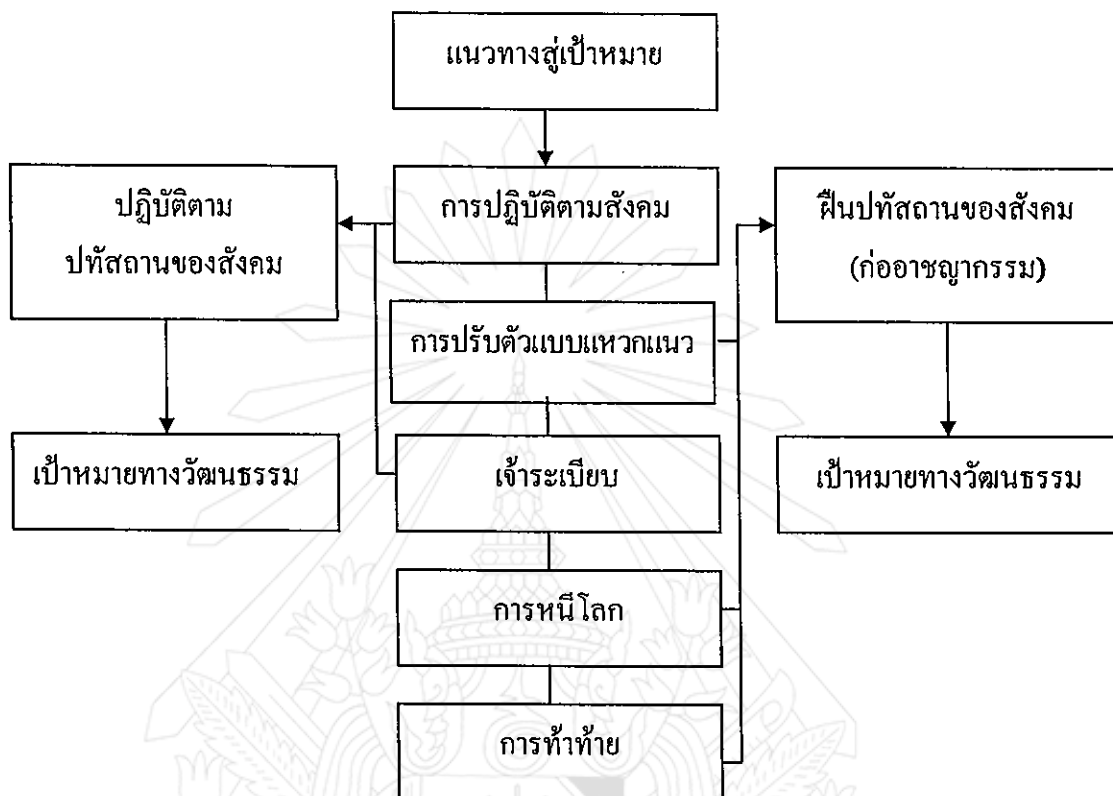 แนวทางสู่เป้าหมาย
ปฏิบัติตาม
ปทัสถานของสังคม
การปฏิบัติตามสังคม
ฝืนปทัสถานของสังคม
(ก่ออาชญากรรม)
การปรับตัวแบบแหวกแนว
เป้าหมายทางวัฒนธรรม
เจ้าระเบียบ
เป้าหมายทางวัฒนธรรม
การหนีโลก
การท้าทาย